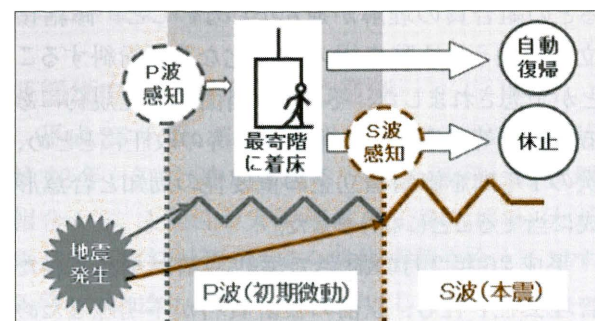 P波
感知
最寄階
に着床
S波
感知
自動
復帰
休止
地震
発生
P波(初期微動)
S波(本震)